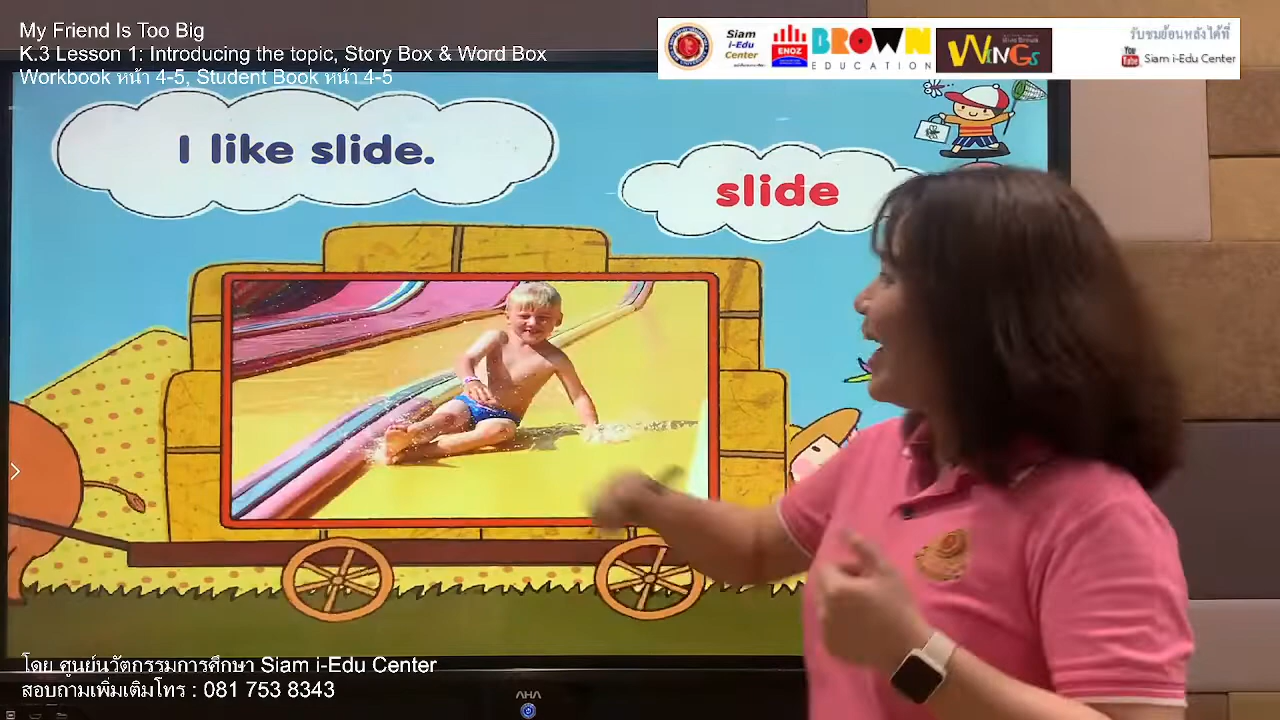 My Friend Is Too Big
K.1 Lesson 1: Introducing the topic, Story Box & Word Box
Workbook หน้า 4-5, Student Book หน้า 4-5
Siam
i-Edu
Center
ENOZ
BROWN
EDUCATION
WINGS
รับชมย้อนหลังได้ที่
You
Tube
Siam i-Edu Center
I like slide.
slide
โดย ศูนย์นวัตกรรมการศึกษา Siam i-Edu Center
สอบถามเพิ่มเติมโทร : 081 753 8343
AHA